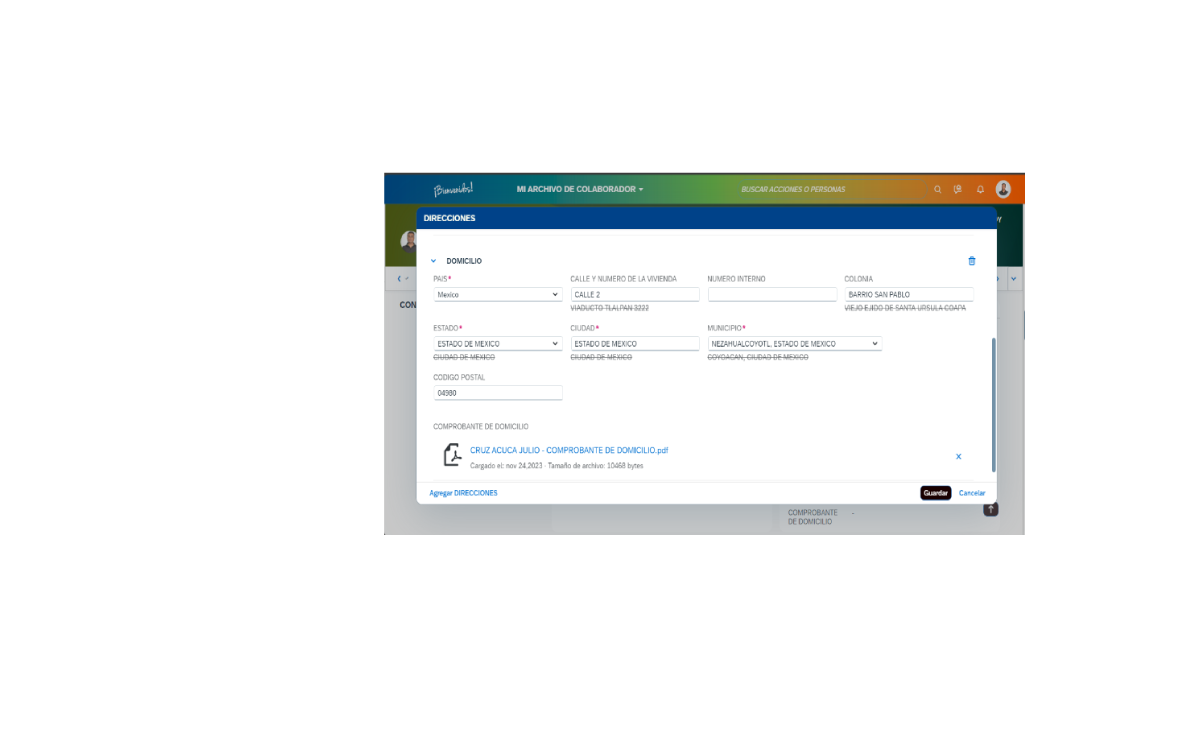 ¡Bienvenidos!
MI ARCHIVO DE COLABORADOR
BUSCAR ACCIONES O PERSONAS
DIRECCIONES
CON
DOMICILIO
PAIS* CALLE Y NUMERO DE LA VIVIENDA NUMERO INTERNO COLONIA
Mexico CALLE 2 BARRIO SAN PABLO
VIADUCTO TLALPAN 3222 VIEJO EJIDO DE SANTA URSULA COAPA
ESTADO* CIUDAD* MUNICIPIO*
ESTADO DE MEXICO ESTADO DE MEXICO NEZAHUALCOYOTL, ESTADO DE MEXICO
CIUDAD DE MEXICO CIUDAD DE MEXICO COYOACAN, CIUDAD DE MEXICO
CODIGO POSTAL
04980
COMPROBANTE DE DOMICILIO
CRUZ ACUCA JULIO - COMPROBANTE DE DOMICILIO.pdf
Cargado el: nov 24,2023 · Tamaño de archivo: 10468 bytes
Agregar DIRECCIONES Guardar Cancelar
COMPROBANTE -
DE DOMICILIO